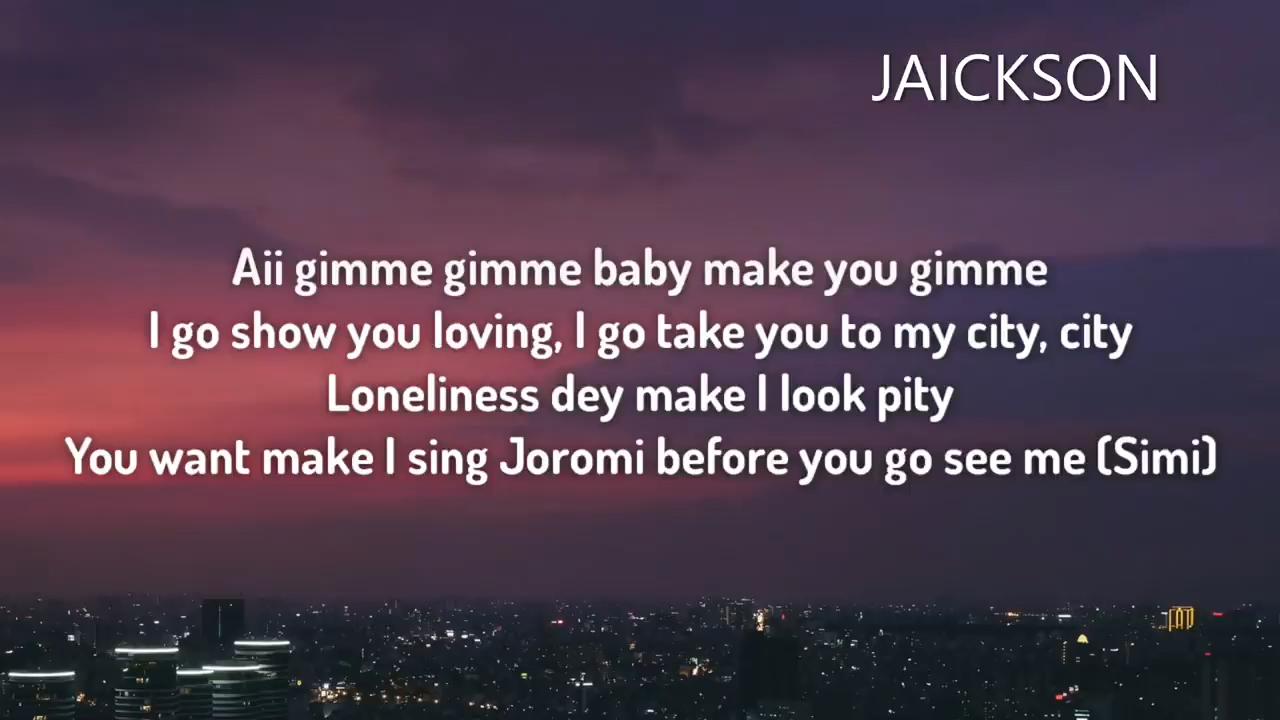 JAICKSON
Aii gimme gimme baby make you gimme
I go show you loving, I go take you to my city, city
Loneliness dey make I look pity
You want make I sing Joromi before you go see me (Simi)